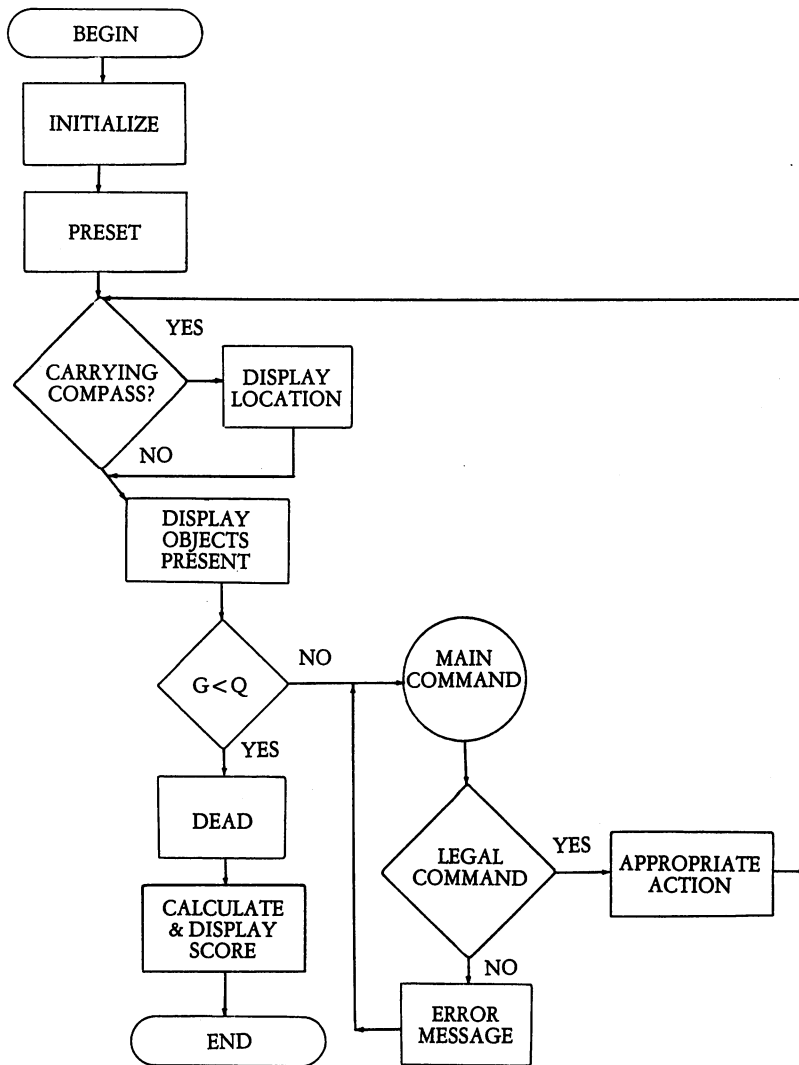 BEGIN
INITIALIZE
PRESET
YES
CARRYING
COMPASS?
DISPLAY
LOCATION
NO
DISPLAY
OBJECTS
PRESENT
G<Q
NO
MAIN
COMMAND
YES
DEAD
LEGAL
COMMAND
YES
APPROPRIATE
ACTION
CALCULATE
& DISPLAY
SCORE
NO
ERROR
MESSAGE
END